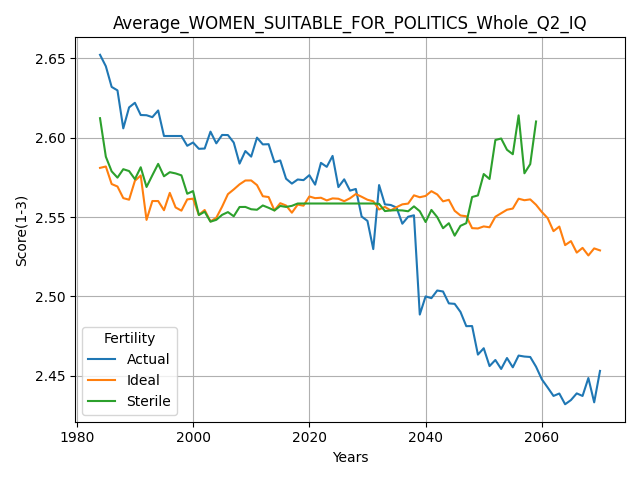 Average_WOMEN_SUITABLE_FOR_POLITICS_Whole_Q2_IQ
Score(1-3)
2.65
2.60
2.55
2.50
2.45
Fertility
Actual
Ideal
Sterile
1980
2000
2020
2040
2060
Years